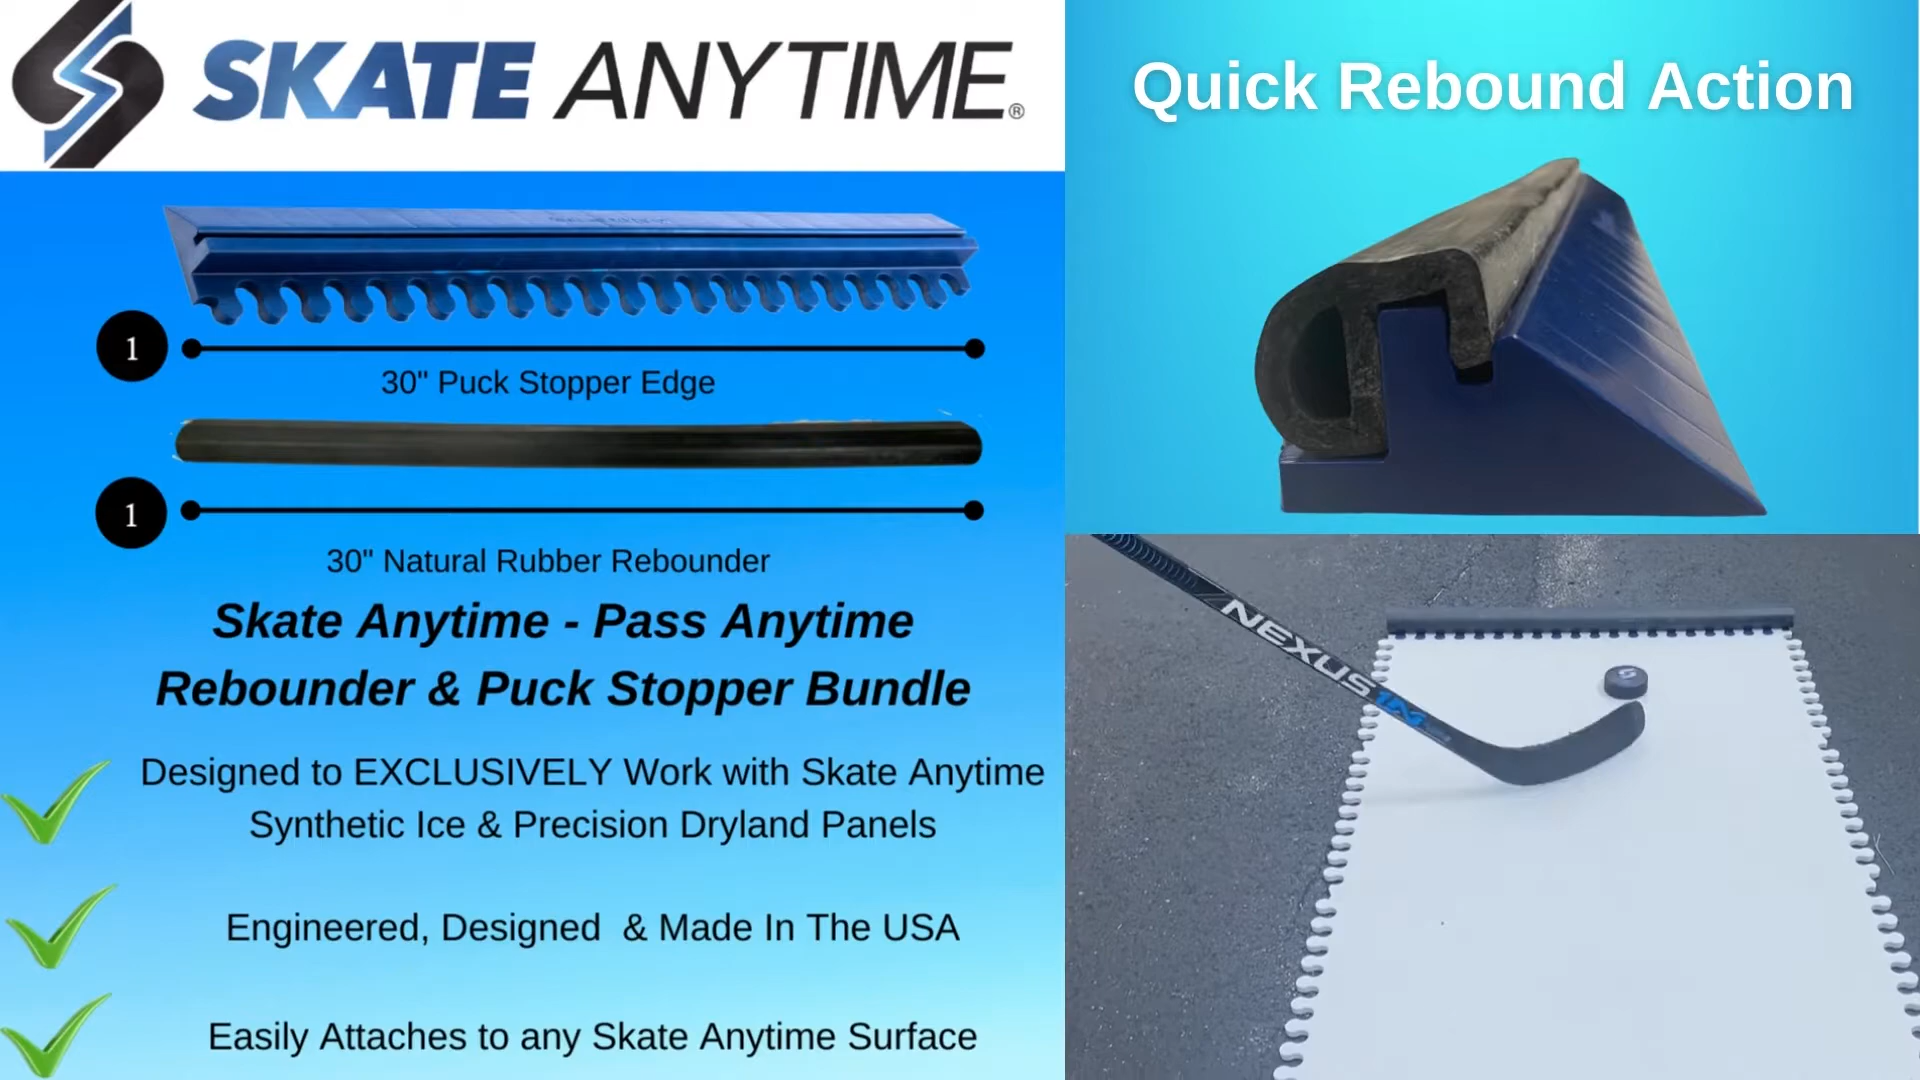 SKATE ANYTIME®
1
30" Puck Stopper Edge
1
30" Natural Rubber Rebounder
Skate Anytime - Pass Anytime
Rebounder & Puck Stopper Bundle
Designed to EXCLUSIVELY Work with Skate Anytime
Synthetic Ice & Precision Dryland Panels
Engineered, Designed & Made In The USA
Easily Attaches to any Skate Anytime Surface
Quick Rebound Action
NEXUS